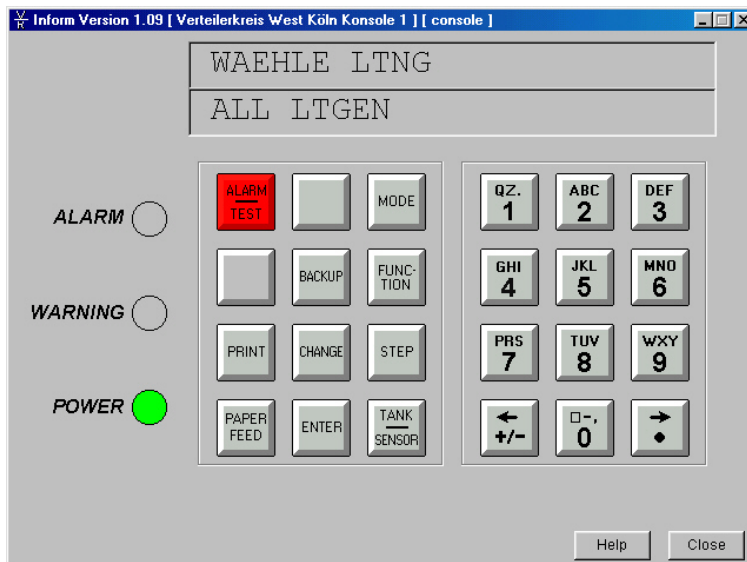 Inform Version 1.09 [ Verteilerkreis West Köln Konsole 1 ] [ console ]
WAEHLE LTNG
ALL LTGEN
ALARM
WARNING
POWER
ALARM
TEST
MODE
BACKUP
FUNC-
TION
PRINT
CHANGE
STEP
PAPER
FEED
ENTER
TANK
SENSOR
QZ.
1
ABC
2
DEF
3
GHI
4
JKL
5
MNO
6
PRS
7
TUV
8
WXY
9
←
+/-
□-,
0
→
•
Help
Close